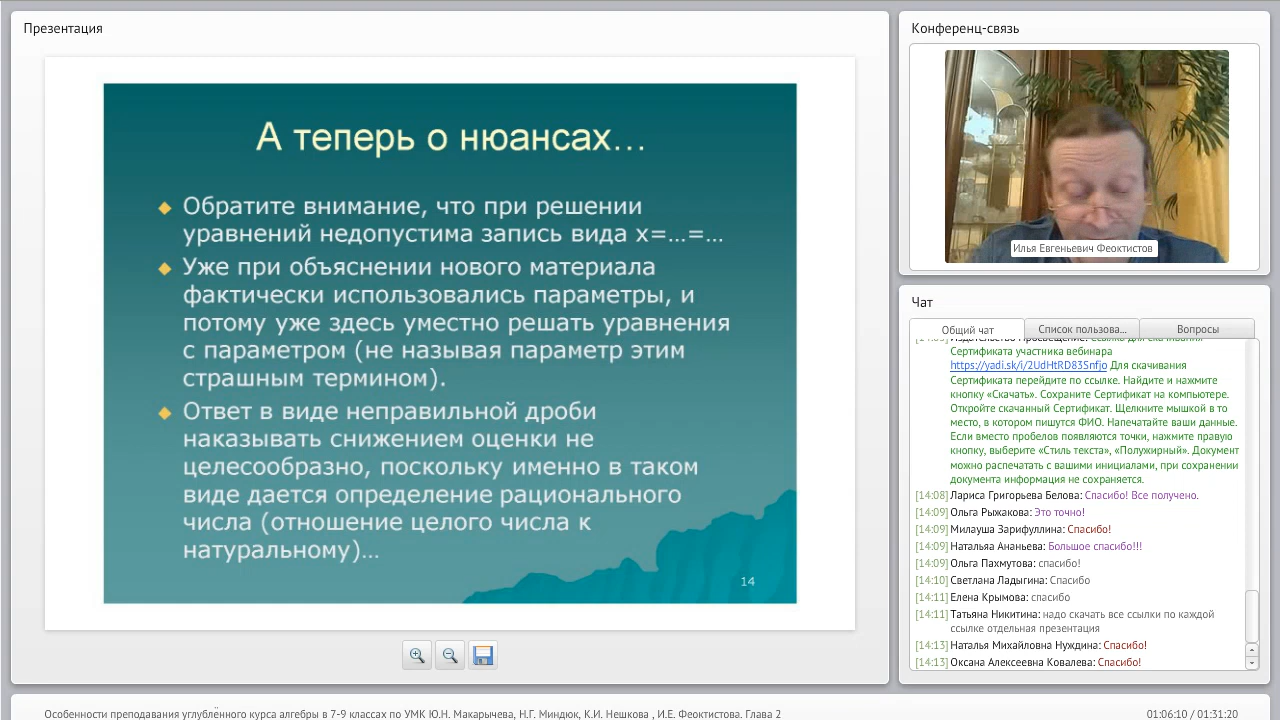 Презентация
А теперь о нюансах...
Обратите внимание, что при решении
уравнений недопустима запись вида x=...=...
Уже при объяснении нового материала
фактически использовались параметры, и
потому уже здесь уместно решать уравнения
с параметром (не называя параметр этим
страшным термином).
Ответ в виде неправильной дроби
наказывать снижением оценки не
целесообразно, поскольку именно в таком
виде дается определение рационального
числа (отношение целого числа к
натуральному)...
14
Конференц-связь
Илья Евгеньевич Феоктистов
Чат
Общий чат
Список пользова...
Вопросы
Сертификата участника вебинара
https://yadi.sk/i/2UdHtRD83Snfjo Для скачивания
Сертификата перейдите по ссылке. Найдите и нажмите
кнопку «Скачать». Сохраните Сертификат на компьютере.
Откройте скачанный Сертификат. Щелкните мышкой в то
место, в котором пишутся ФИО. Напечатайте ваши данные.
Если вместо пробелов появляются точки, нажмите правую
кнопку, выберите «Стиль текста», «Полужирный». Документ
можно распечатать с вашими инициалами, при сохранении
документа информация не сохраняется.
[14:08] Лариса Григорьева Белова: Спасибо! Все получено.
[14:09] Ольга Рыжакова: Это точно!
[14:09] Милауша Зарифуллина: Спасибо!
[14:09] Натальяа Ананьева: Большое спасибо!!!
[14:09] Ольга Пахмутова: спасибо!
[14:10] Светлана Ладыгина: Спасибо
[14:11] Елена Крымова: спасибо
[14:11] Татьяна Никитина: надо скачать все ссылки по каждой
ссылке отдельная презентация
[14:13] Наталья Михайловна Нуждина: Спасибо!
[14:13] Оксана Алексеевна Ковалева: Спасибо!
Особенности преподавания углублённого курса алгебры в 7-9 классах по УМК Ю.Н. Макарычева, Н.Г. Миндюк, К.И. Нешкова , И.Е. Феоктистова. Глава 2
01:06:10 / 01:31:20